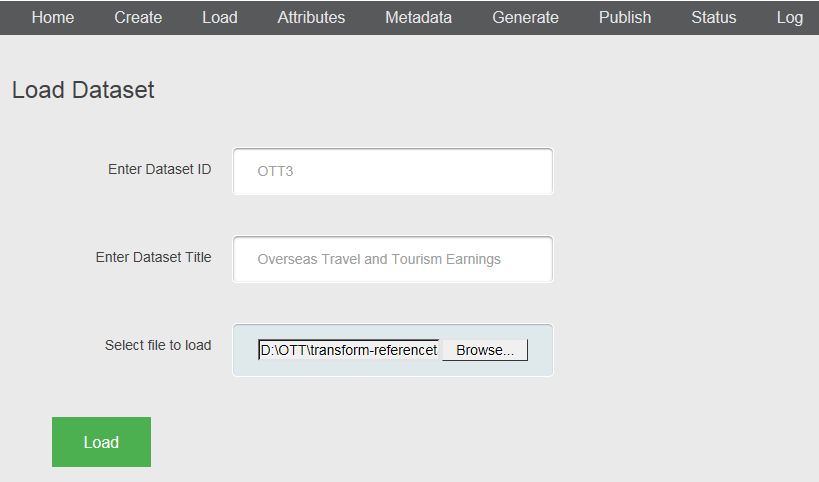 Home Create Load Attributes Metadata Generate Publish Status Log
Load Dataset
Enter Dataset ID OTT3
Enter Dataset Title Overseas Travel and Tourism Earnings
Select file to load D:\OTT\transform-referencet Browse...
Load